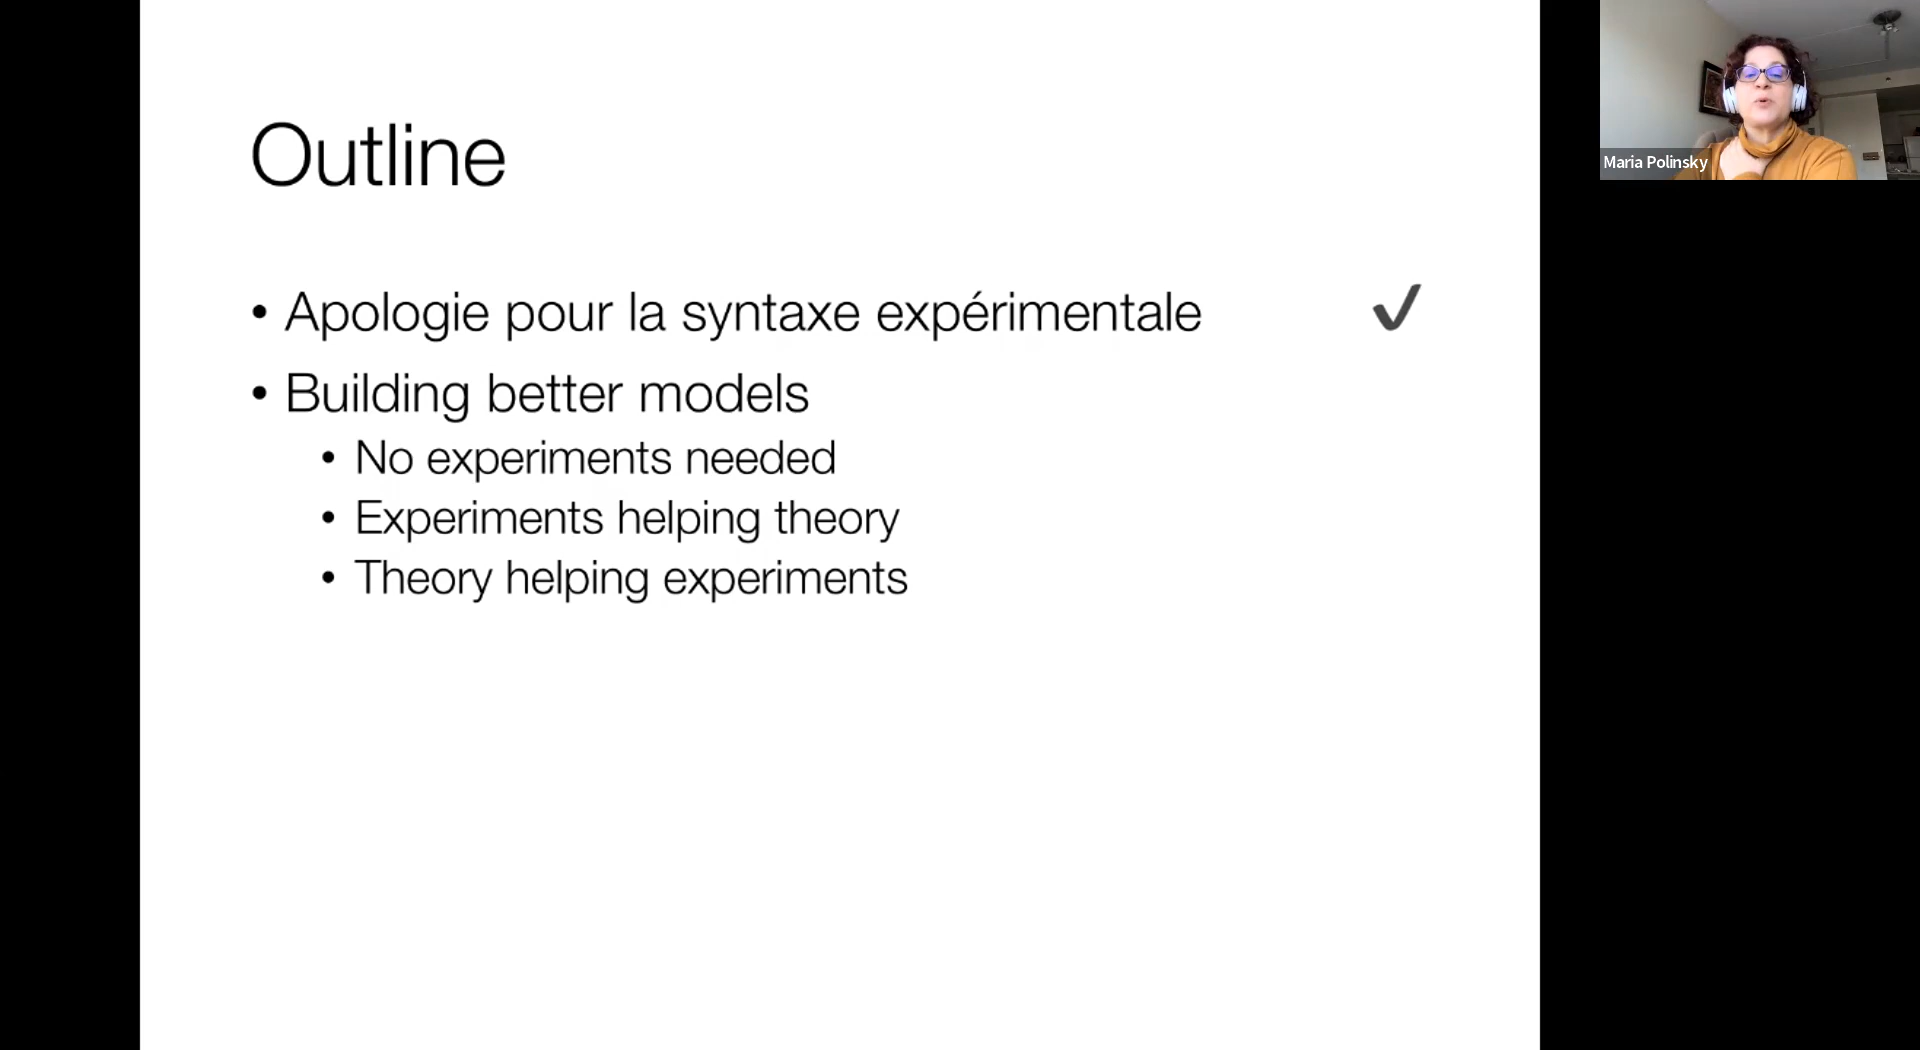 Outline
• Apologie pour la syntaxe expérimentale ✔
• Building better models
• No experiments needed
• Experiments helping theory
• Theory helping experiments
Maria Polinsky